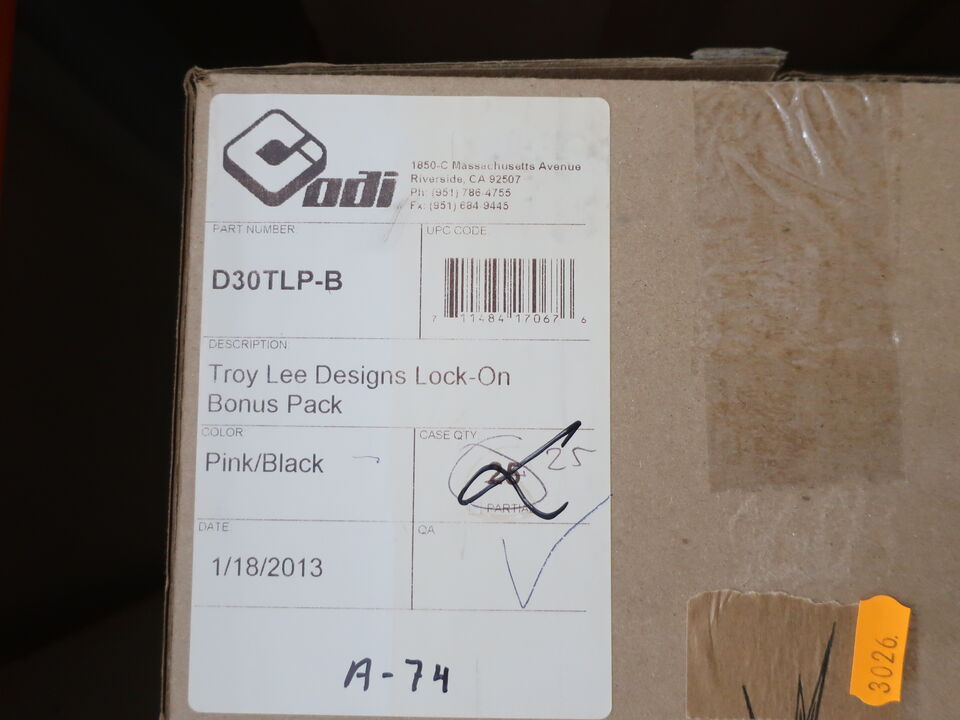 odi
1850-C Massachusetts Avenue
Riverside, CA 92507
Ph: (951) 786-4755
Fx: (951) 684-9445
PART NUMBER:
D30TLP-B
UPC CODE
7 11484 17067 6
DESCRIPTION:
Troy Lee Designs Lock-On
Bonus Pack
COLOR
Pink/Black
CASE QTY
25 25
PARTIAL
DATE
1/18/2013
QA
A-74
3026.